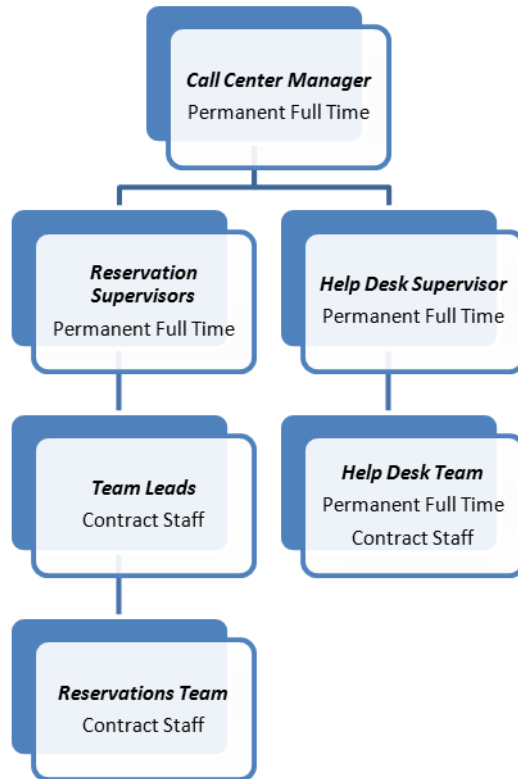 Call Center Manager
Permanent Full Time
Reservation
Supervisors
Permanent Full Time
Help Desk Supervisor
Permanent Full Time
Team Leads
Contract Staff
Help Desk Team
Permanent Full Time
Contract Staff
Reservations Team
Contract Staff